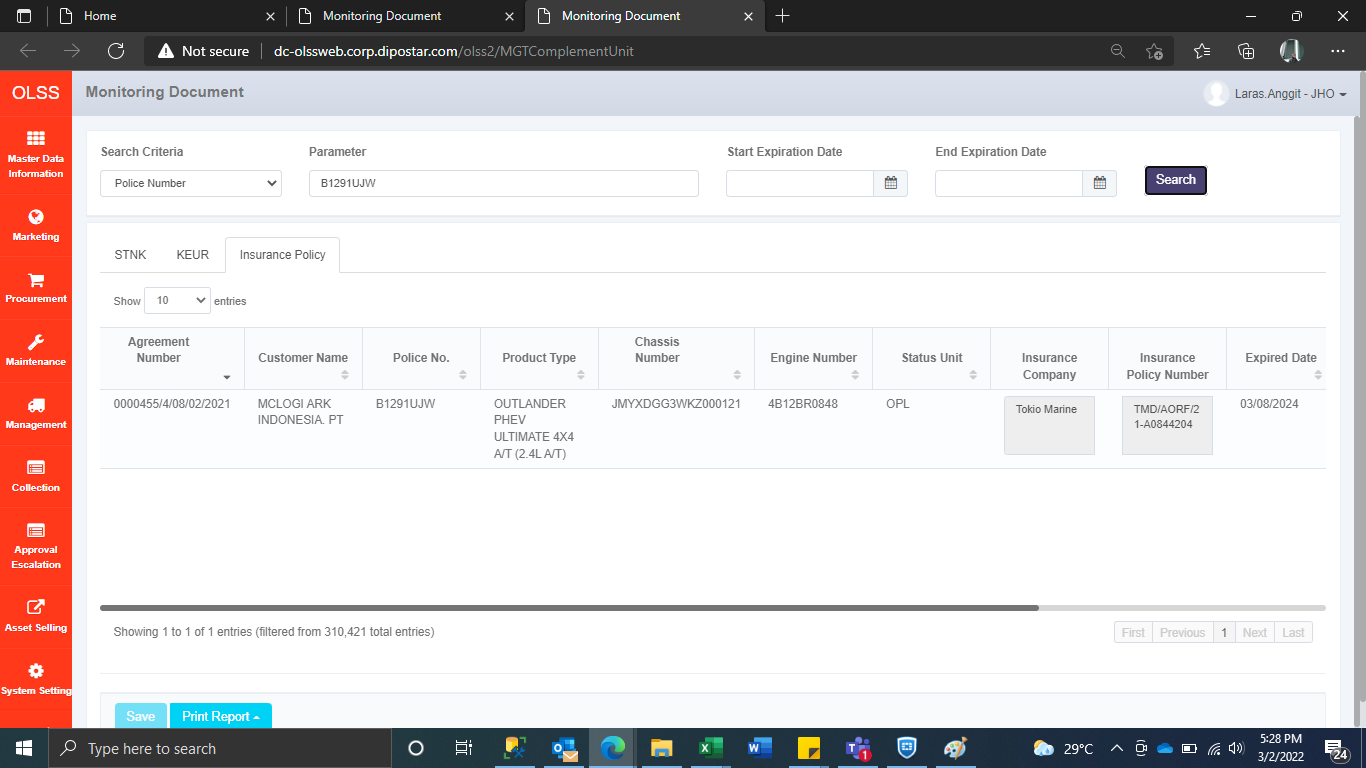 Home
Monitoring Document
Monitoring Document
Not secure
dc-olssweb.corp.dipostar.com/olss2/MGTComplementUnit
OLSS
Monitoring Document
Laras.Anggit - JHO
Master Data
Information
Marketing
Procurement
Maintenance
Management
Collection
Approval
Escalation
Asset Selling
System Setting
Search Criteria
Parameter
Start Expiration Date
End Expiration Date
Police Number
B1291UJW
Search
STNK
KEUR
Insurance Policy
Show 10 entries
Agreement
Number
Customer Name
Police No.
Product Type
Chassis
Number
Engine Number
Status Unit
Insurance
Company
Insurance
Policy Number
Expired Date
0000455/4/08/02/2021
MCLOGI ARK
INDONESIA. PT
B1291UJW
OUTLANDER
PHEV
ULTIMATE 4X4
A/T (2.4L A/T)
JMYXDGG3WKZ000121
4B12BR0848
OPL
Tokio Marine
TMD/AORF/2
1-A0844204
03/08/2024
Showing 1 to 1 of 1 entries (filtered from 310,421 total entries)
First
Previous
1
Next
Last
Save
Print Report
Type here to search
1
29°C
5:28 PM
3/2/2022
24